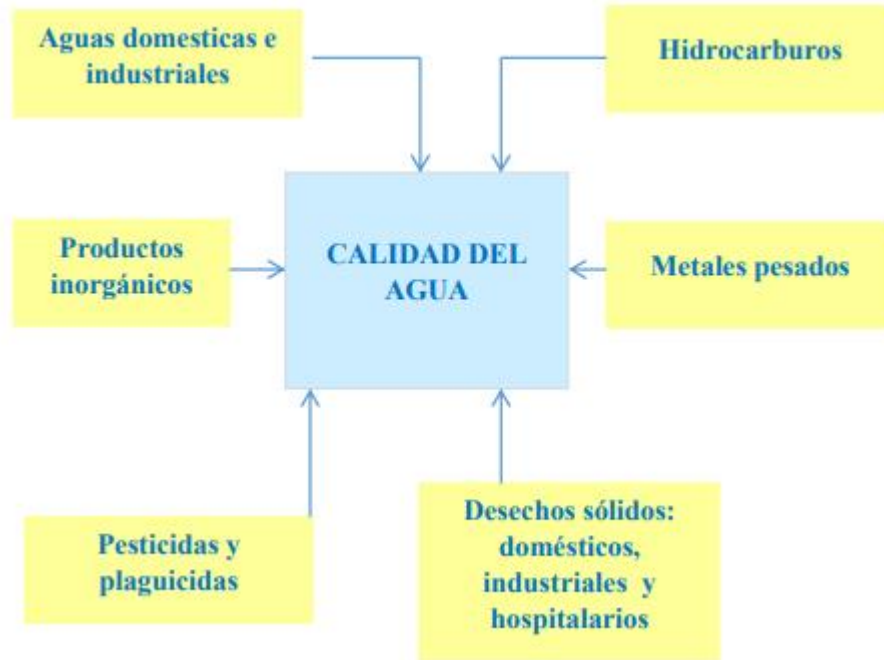 Aguas domesticas e
industriales
Hidrocarburos
Productos
inorgánicos
CALIDAD DEL
AGUA
Metales pesados
Pesticidas y
plaguicidas
Desechos sólidos:
domésticos,
industriales y
hospitalarios